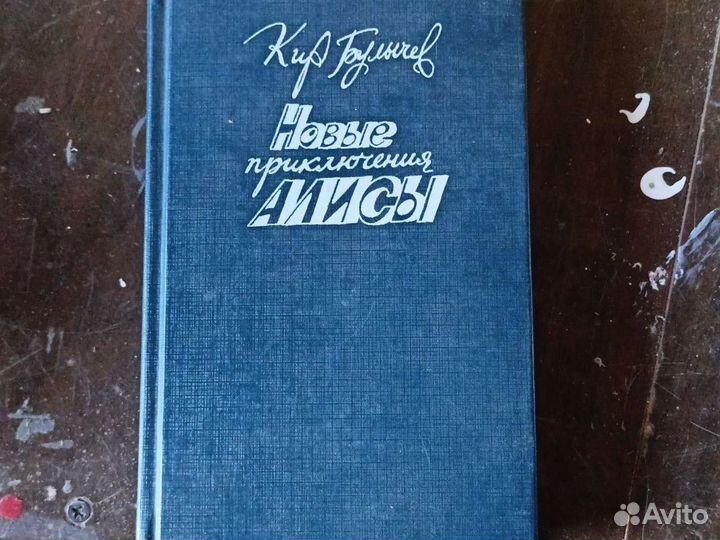 Кир Булычев
Новые
приключения
АЛИСЫ
Avito